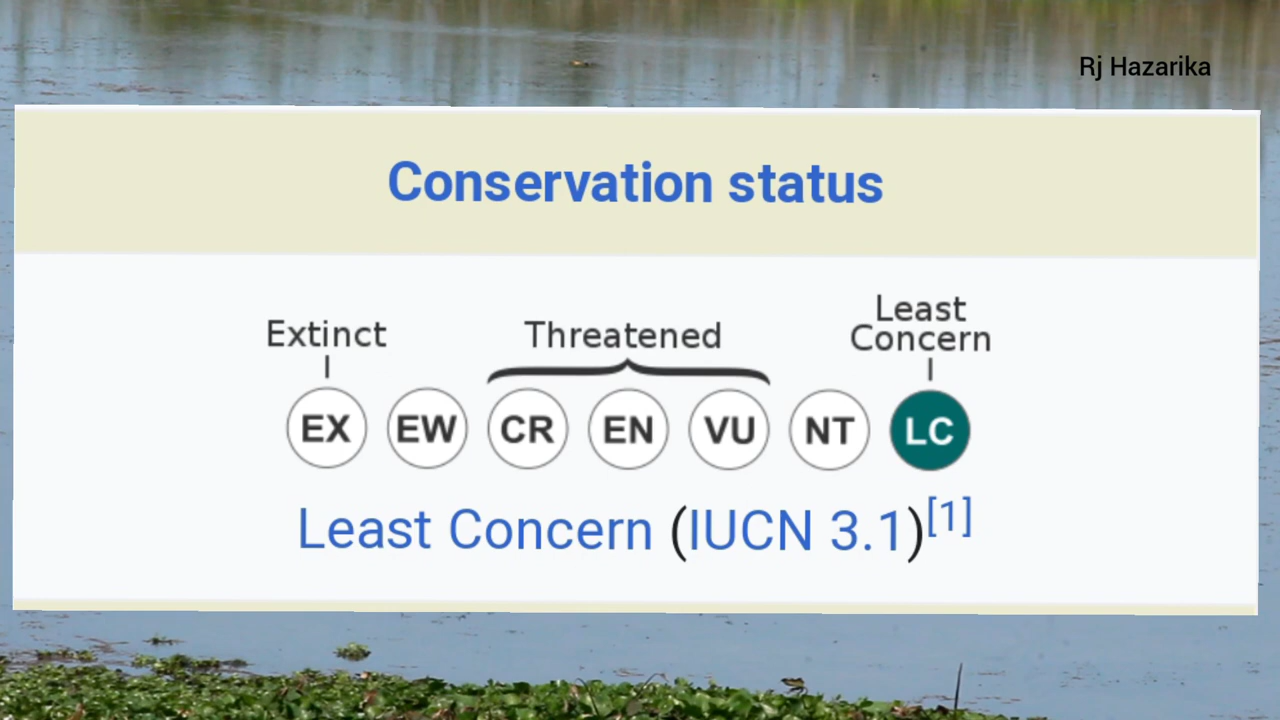 Rj Hazarika
Conservation status
Least
Extinct Threatened Concern
EX EW CR EN VU NT LC
Least Concern (IUCN 3.1)[1]